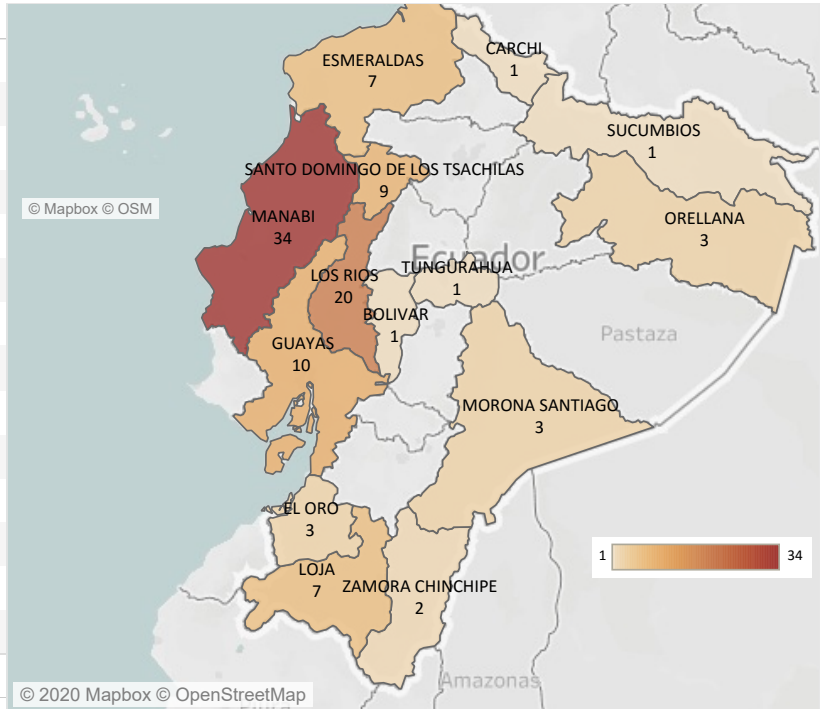 CARCHI
1
ESMERALDAS
7
SUCUMBIOS
1
SANTO DOMINGO DE LOS TSACHILAS
9
© Mapbox © OSM
MANABI
34
ORELLANA
3
Ecuador
TUNGURAHUA
1
LOS RIOS
20
BOLIVAR
1
Pastaza
GUAYAS
10
MORONA SANTIAGO
3
EL ORO
3
1 34
LOJA
7
ZAMORA CHINCHIPE
2
Amazonas
© 2020 Mapbox © OpenStreetMap